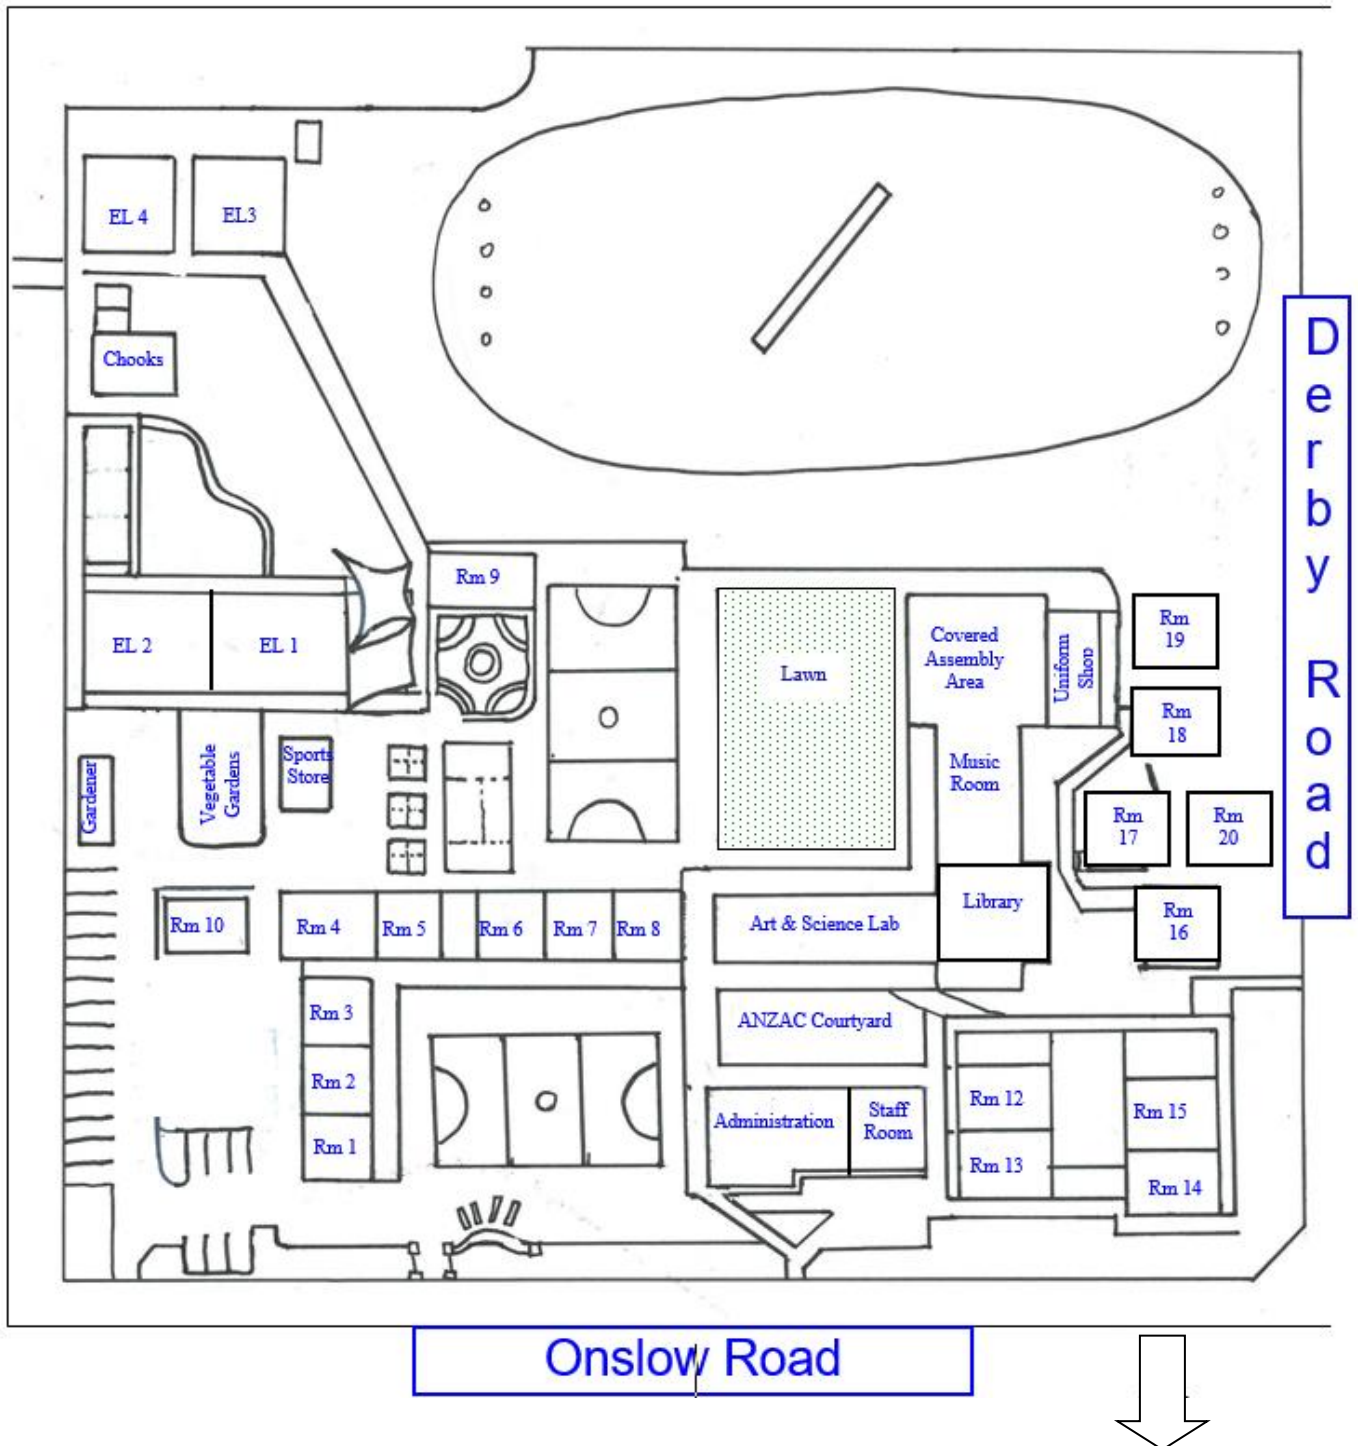 EL 4
EL3
Chooks
D
e
r
b
y
R
o
a
d
Rm 9
EL 2
EL 1
Lawn
Covered
Assembly
Area
Uniform
Shop
Rm
19
Rm
18
Gardener
Vegetable
Gardens
Sports
Store
Music
Room
Rm
17
Rm
20
Rm 10
Rm 4
Rm 5
Rm 6
Rm 7
Rm 8
Art & Science Lab
Library
Rm
16
Rm 3
Rm 2
Rm 1
ANZAC Courtyard
Administration
Staff
Room
Rm 12
Rm 13
Rm 15
Rm 14
Onslow Road